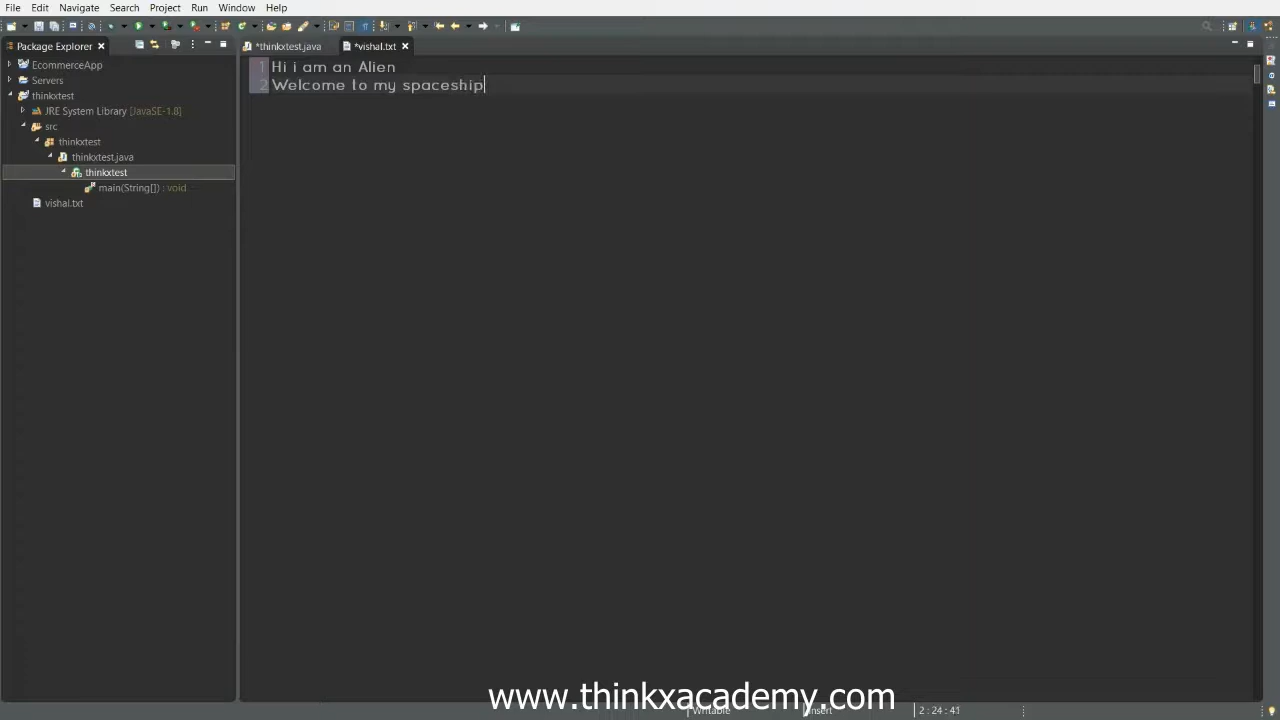 File Edit Navigate Search Project Run Window Help
Package Explorer
*thinkxtest.java
*vishal.txt
EcommerceApp
Servers
thinkxtest
JRE System Library [JavaSE-1.8]
src
thinkxtest
thinkxtest.java
thinkxtest
main(String[]) : void
vishal.txt
1 Hi i am an Alien
2 Welcome to my spaceship
www.thinkxacademy.com
Writable
Insert
2 : 24 : 41